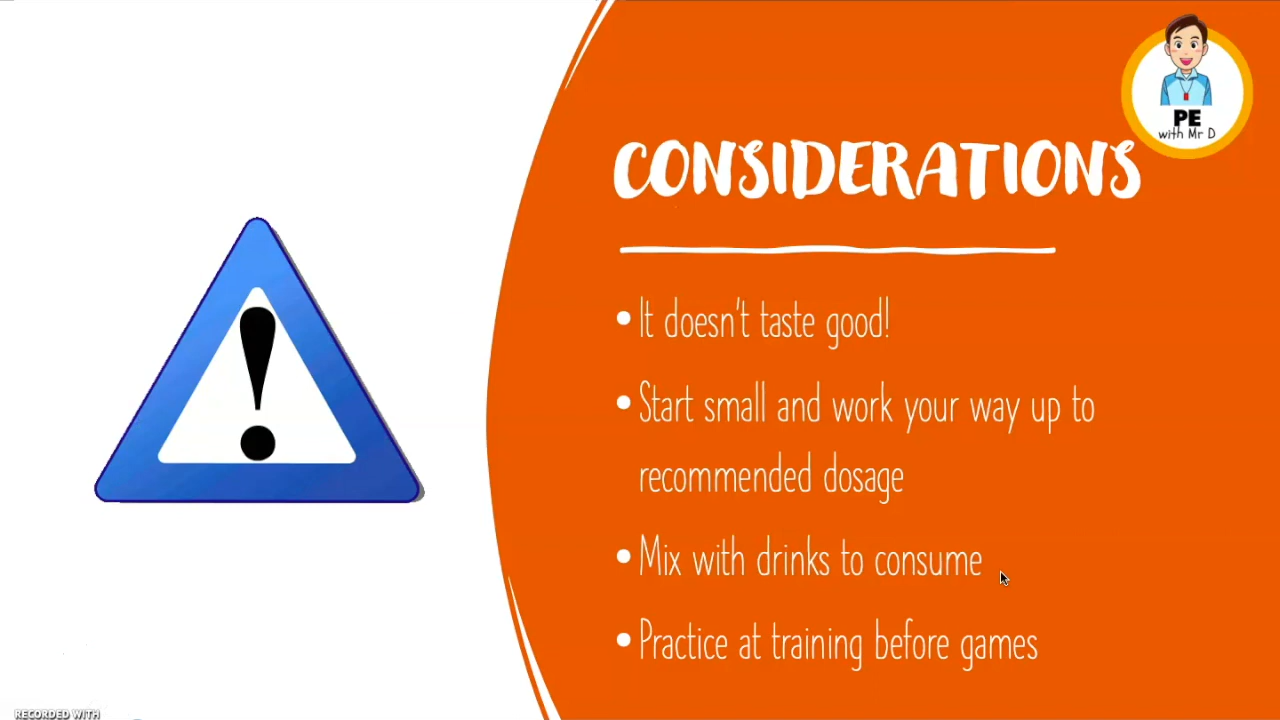 PE
with Mr D
CONSIDERATIONS
• It doesn't taste good!
• Start small and work your way up to
recommended dosage
• Mix with drinks to consume
• Practice at training before games
RECORDED WITH